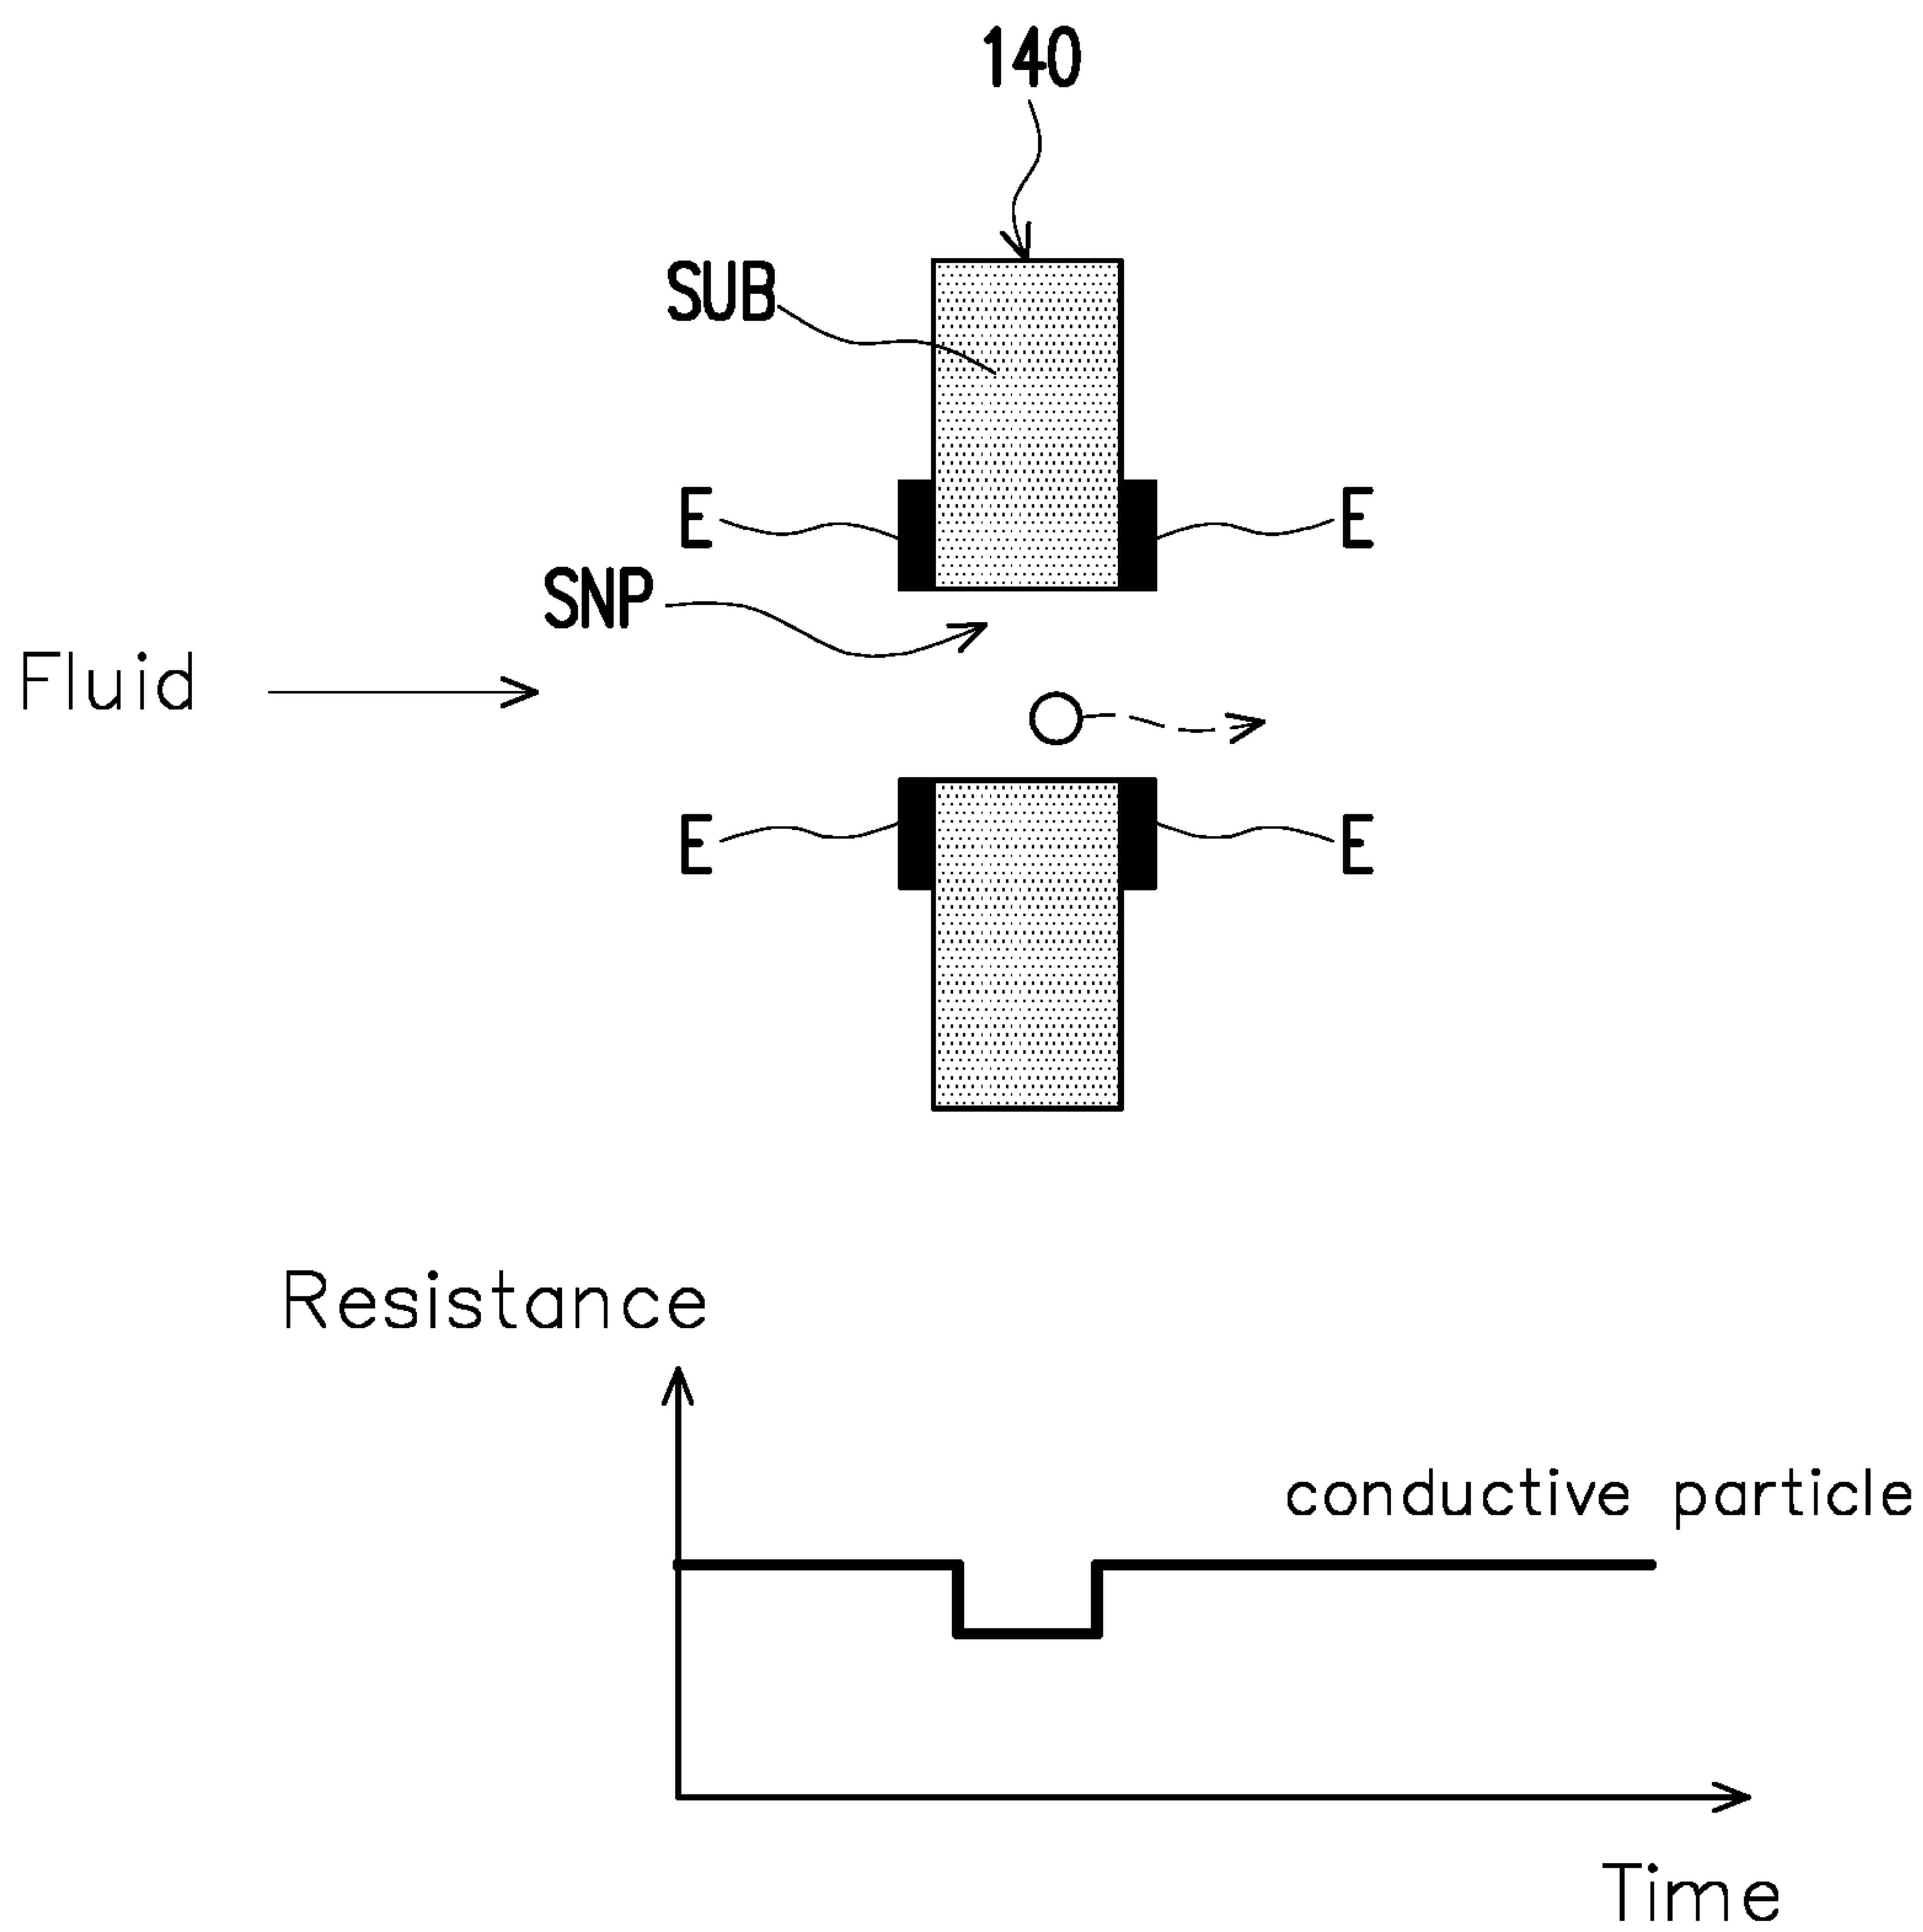 140
SUB
E E
SNP
Fluid
E E
Resistance
conductive particle
Time